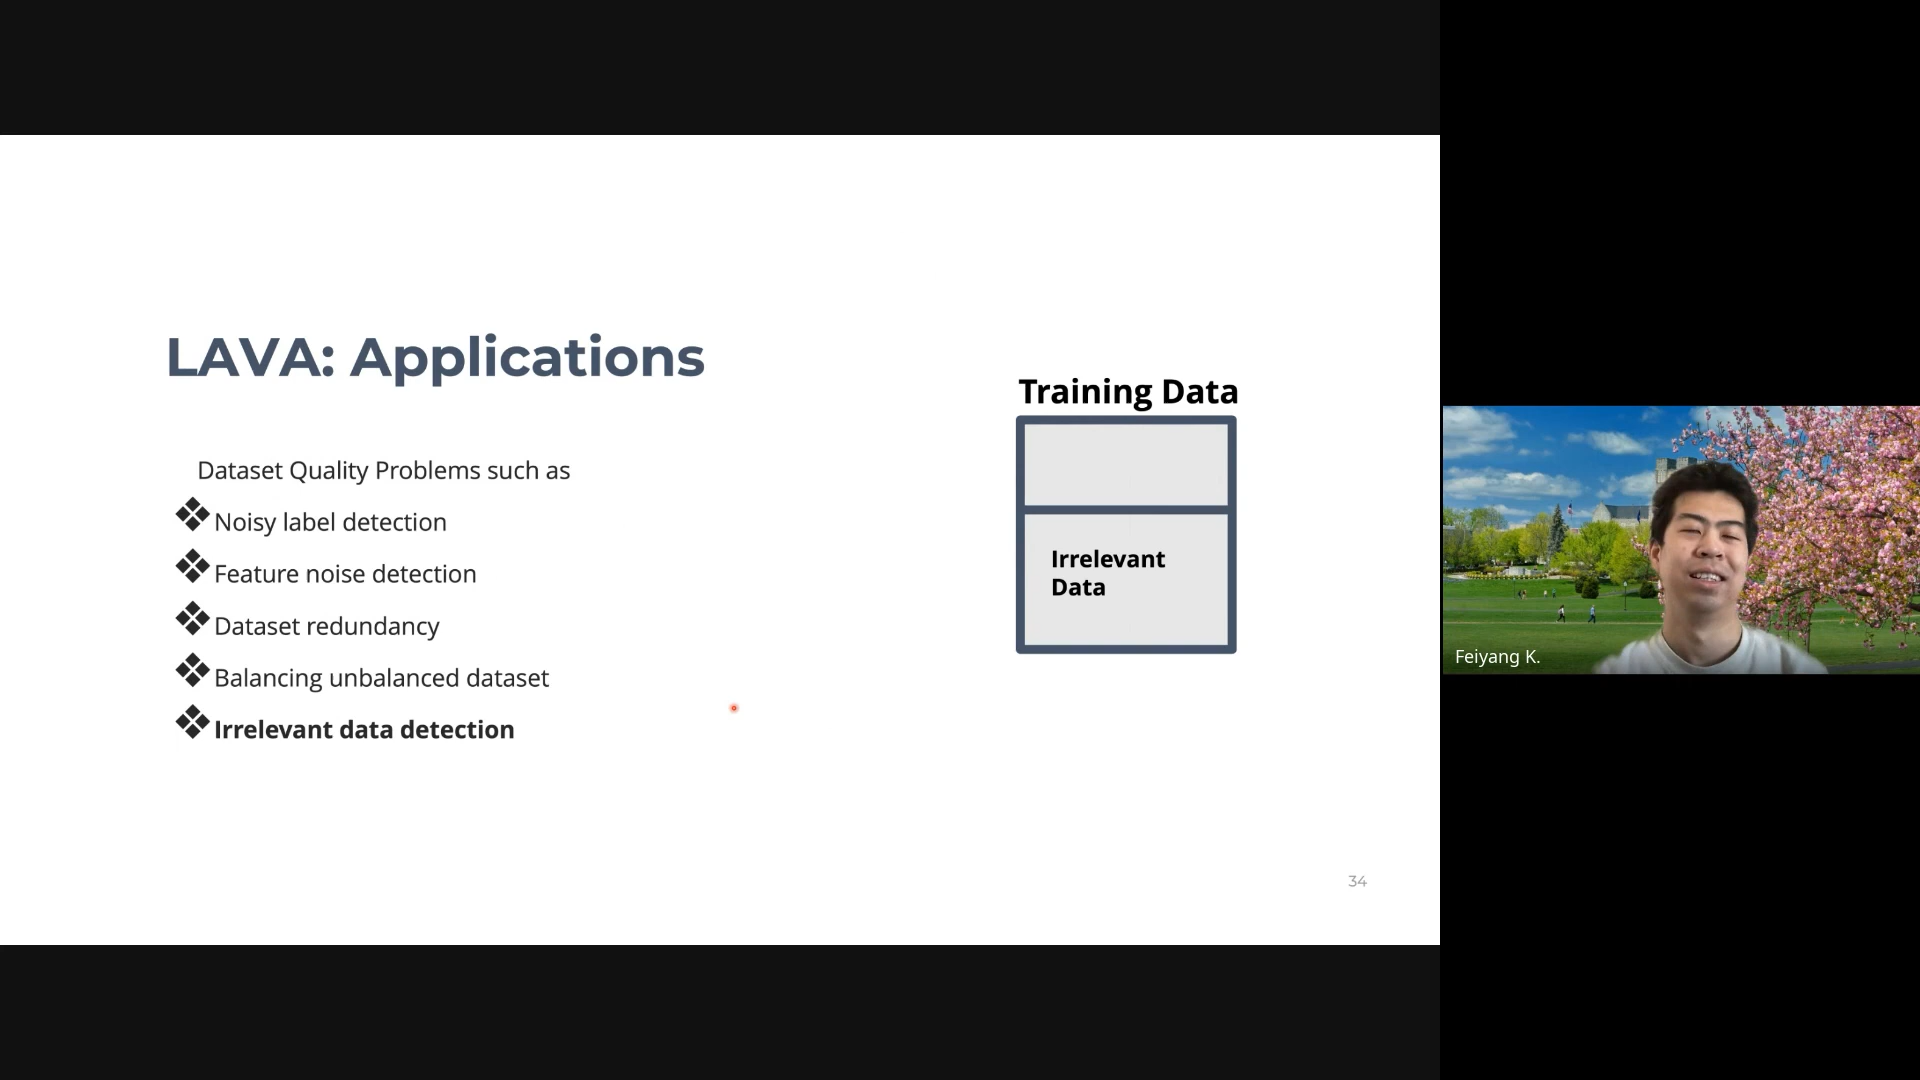 LAVA: Applications
Dataset Quality Problems such as
❖Noisy label detection
❖Feature noise detection
❖Dataset redundancy
❖Balancing unbalanced dataset
❖Irrelevant data detection
Training Data
Irrelevant
Data
34
Feiyang K.